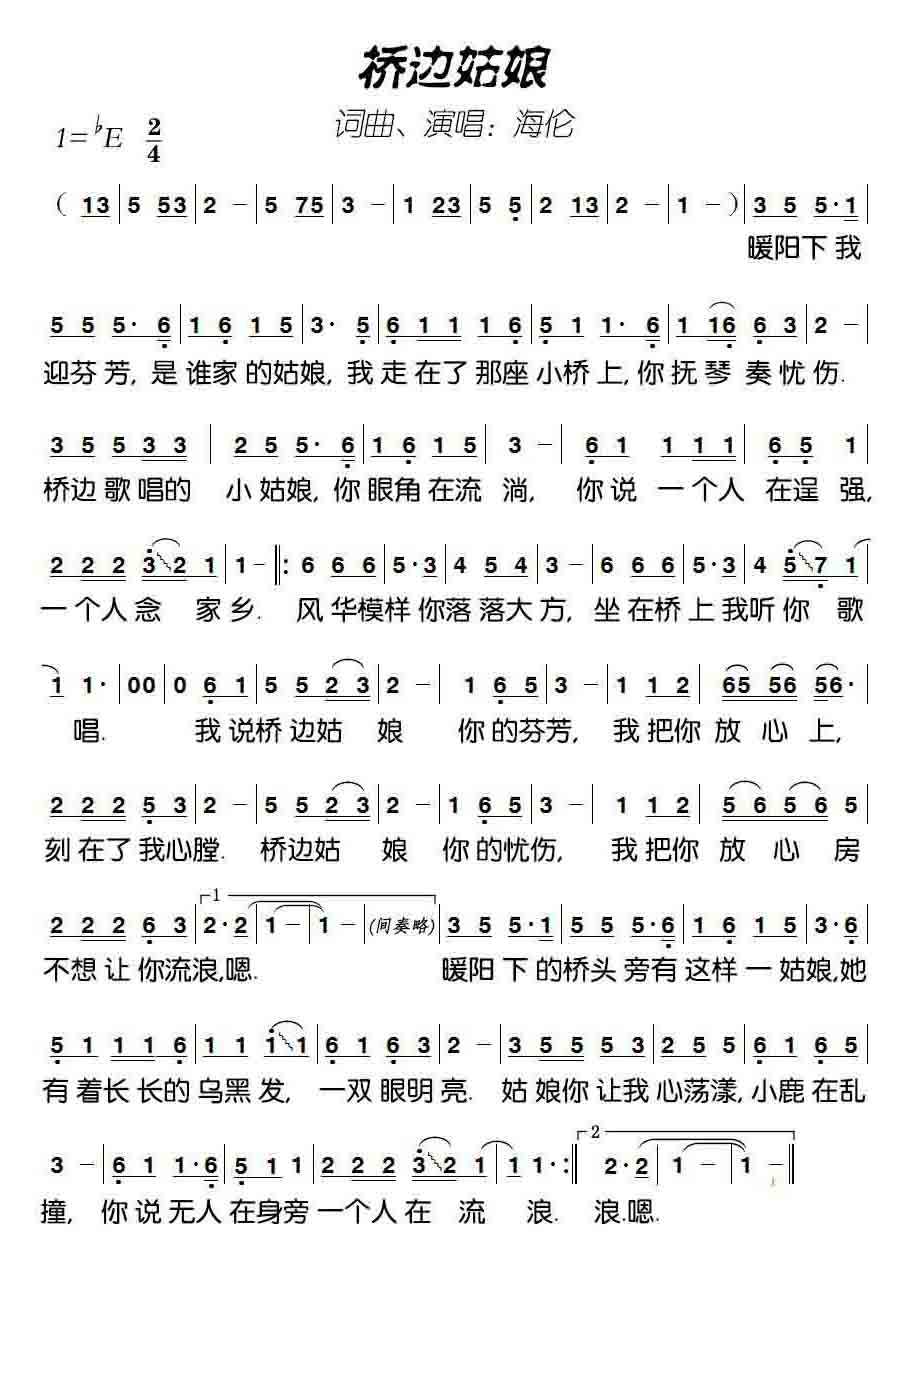 桥边姑娘
词曲、演唱：海伦
1=♭E 2/4
( 13 | 5 53 | 2 － | 5 75 | 3 － | 1 23 | 5 5 | 2 13 | 2 － | 1 － ) | 3 5 5·1 |
暖阳下 我
5 5 5· 6 | 1 6 1 5 | 3· 5 | 6 1 1 1 6 | 5 1 1· 6 | 1 16 6 3 | 2 － |
迎芬 芳, 是 谁家 的姑娘, 我 走 在了 那座 小桥 上,你 抚 琴 奏 忧 伤.
3 5 5 3 3 | 2 5 5· 6 | 1 6 1 5 | 3 － | 6 1 1 1 1 | 6 5 1 |
桥边 歌 唱的 小 姑娘, 你 眼角 在流 淌, 你 说 一 个人 在逞 强,
2 2 2 3 2 1 | 1 － ‖: 6 6 6 6 | 5·3 | 4 5 4 | 3 － | 6 6 6 6 | 5·3 | 4 5 7 1 |
一 个人 念 家 乡. 风 华模样 你落 落大 方, 坐 在桥 上 我听 你 歌
1 1· | 00 | 0 6 1 | 5 5 2 3 | 2 － | 1 6 5 | 3 － | 1 1 2 | 65 56 56· |
唱. 我 说桥 边姑 娘 你 的芬芳, 我 把你 放 心 上,
2 2 2 5 3 | 2 － | 5 5 2 3 | 2 － | 1 6 5 | 3 － | 1 1 2 | 5 6 5 6 5 |
刻 在了 我心 膛. 桥边姑 娘 你 的忧伤, 我 把你 放 心 房
1
2 2 2 6 3 | 2·2 | 1 － | 1 － | (间奏略) | 3 5 5·1 | 5 5 5·6 | 1 6 1 5 | 3·6 |
不想 让 你流 浪,嗯. 暖阳 下 的桥头 旁有 这样 一 姑娘,她
5 1 1 1 6 | 1 1 1 1 | 6 1 6 3 | 2 － | 3 5 5 5 3 | 2 5 5 | 6 1 6 5 |
有 着长 长的 乌黑 发, 一双 眼明 亮. 姑 娘你 让我 心荡漾, 小鹿 在乱
2
3 － | 6 1 1·6 | 5 1 1 1 | 2 2 2 3 2 1 | 1 1· :‖ 2·2 | 1 － | 1 － ‖
撞, 你 说 无人 在身旁 一个人 在 流 浪. 浪.嗯.